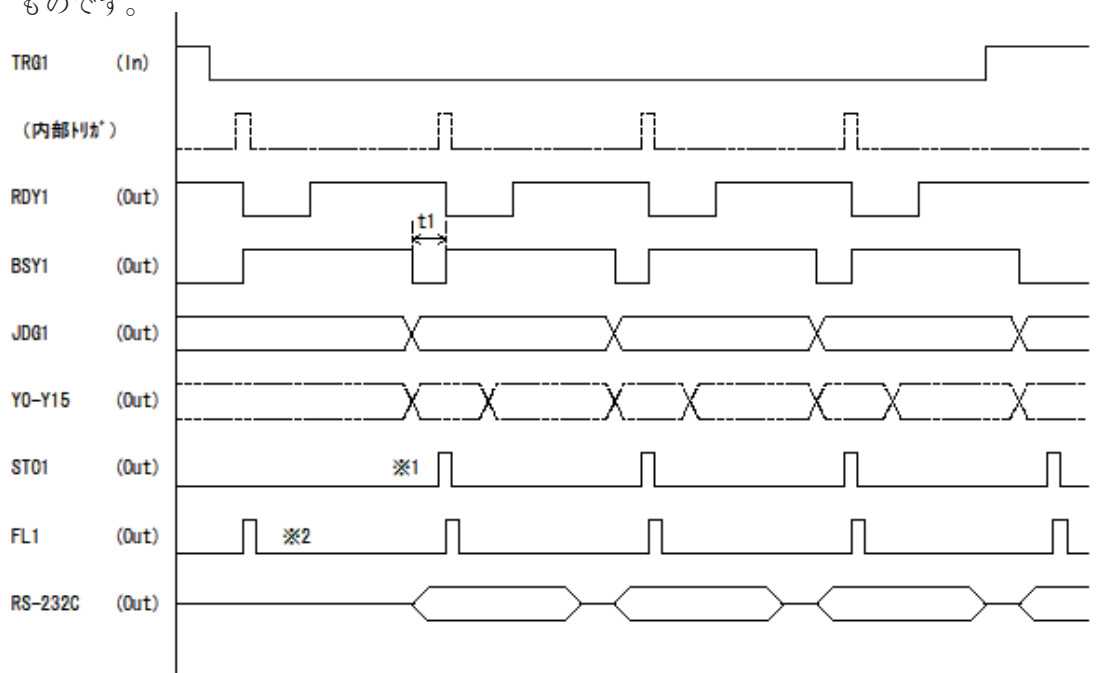 ものです。
TRG1 (In)
(内部ﾄﾘｶﾞ)
RDY1 (Out)
t1
BSY1 (Out)
JDG1 (Out)
Y0-Y15 (Out)
STO1 (Out) ※1
FL1 (Out) ※2
RS-232C (Out)